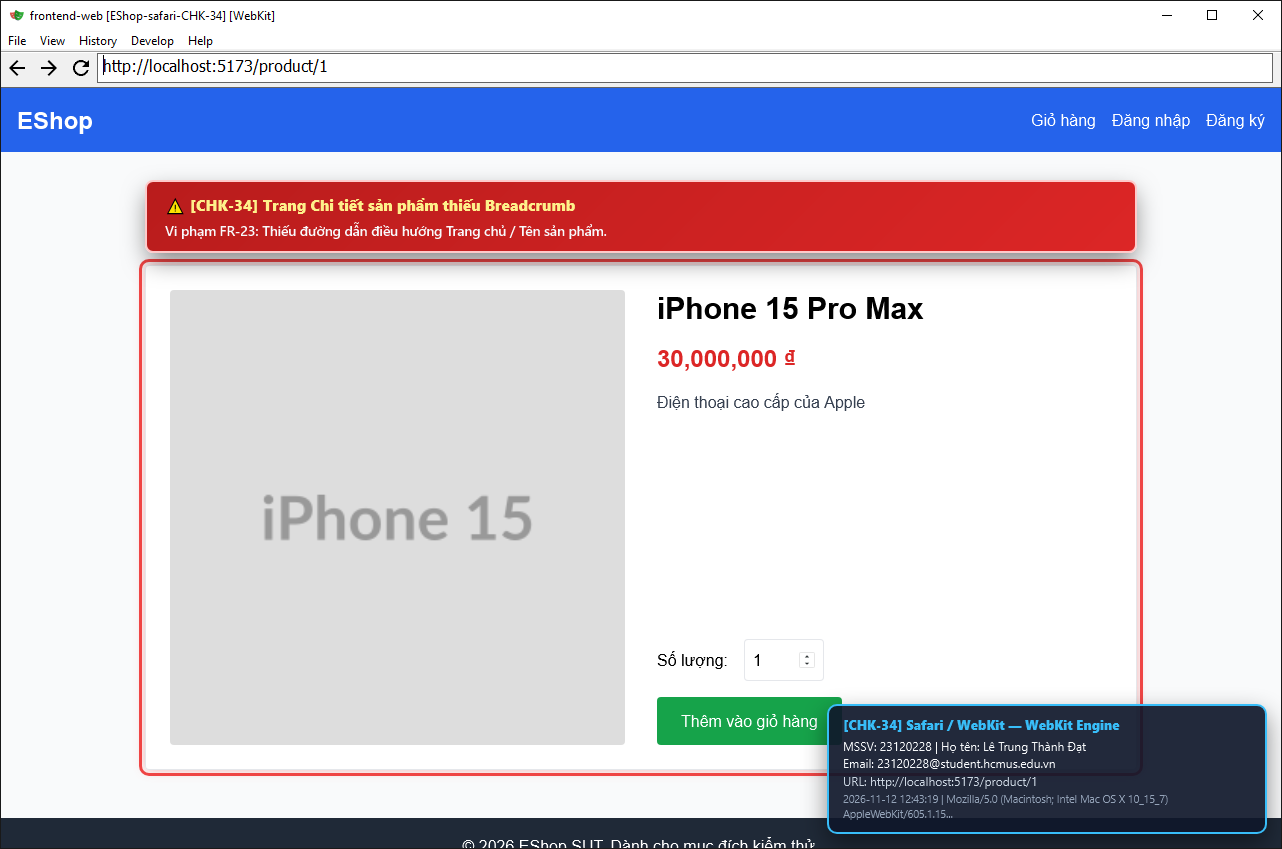 frontend-web [EShop-safari-CHK-34] [WebKit]
File View History Develop Help
http://localhost:5173/product/1
EShop
Giỏ hàng Đăng nhập Đăng ký
[CHK-34] Trang Chi tiết sản phẩm thiếu Breadcrumb
Vi phạm FR-23: Thiếu đường dẫn điều hướng Trang chủ / Tên sản phẩm.
iPhone 15
iPhone 15 Pro Max
30,000,000 ₫
Điện thoại cao cấp của Apple
Số lượng: 1
Thêm vào giỏ hàng
[CHK-34] Safari / WebKit — WebKit Engine
MSSV: 23120228 | Họ tên: Lê Trung Thành Đạt
Email: 23120228@student.hcmus.edu.vn
URL: http://localhost:5173/product/1
2026-11-12 12:43:19 | Mozilla/5.0 (Macintosh; Intel Mac OS X 10_15_7)
AppleWebKit/605.1.15...
© 2026 EShop SUT. Dành cho mục đích kiểm thử